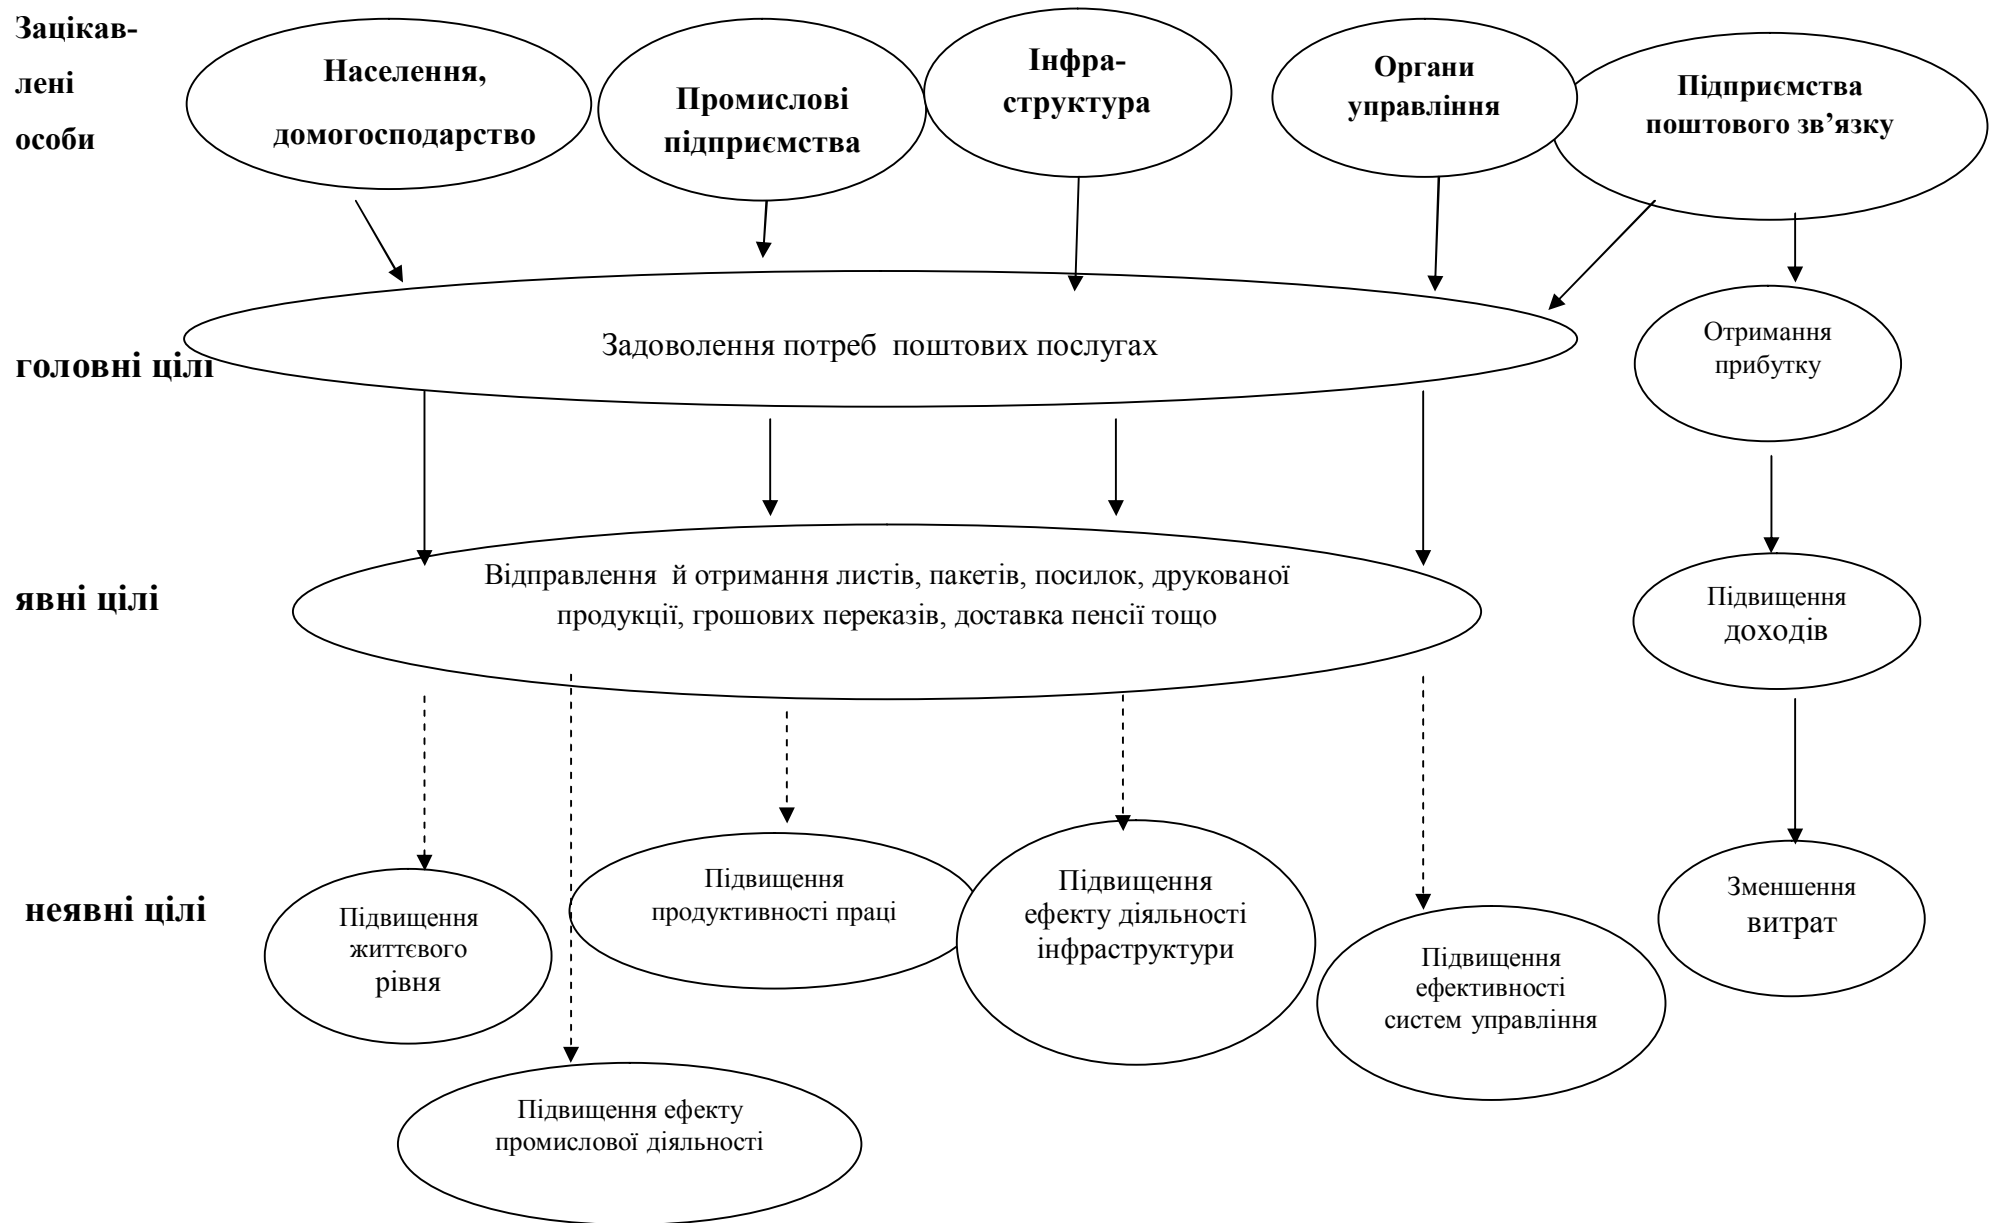 Зацікав-
лені
особи
Населення,
домогосподарство
Промислові
підприємства
Інфра-
структура
Органи
управління
Підприємства
поштового зв’язку
головні цілі
Задоволення потреб поштових послугах
Отримання
прибутку
явні цілі
Відправлення й отримання листів, пакетів, посилок, друкованої
продукції, грошових переказів, доставка пенсії тощо
Підвищення
доходів
неявні цілі
Підвищення
життєвого
рівня
Підвищення
продуктивності праці
Підвищення
ефекту діяльності
інфраструктури
Підвищення
ефективності
систем управління
Зменшення
витрат
Підвищення ефекту
промислової діяльності